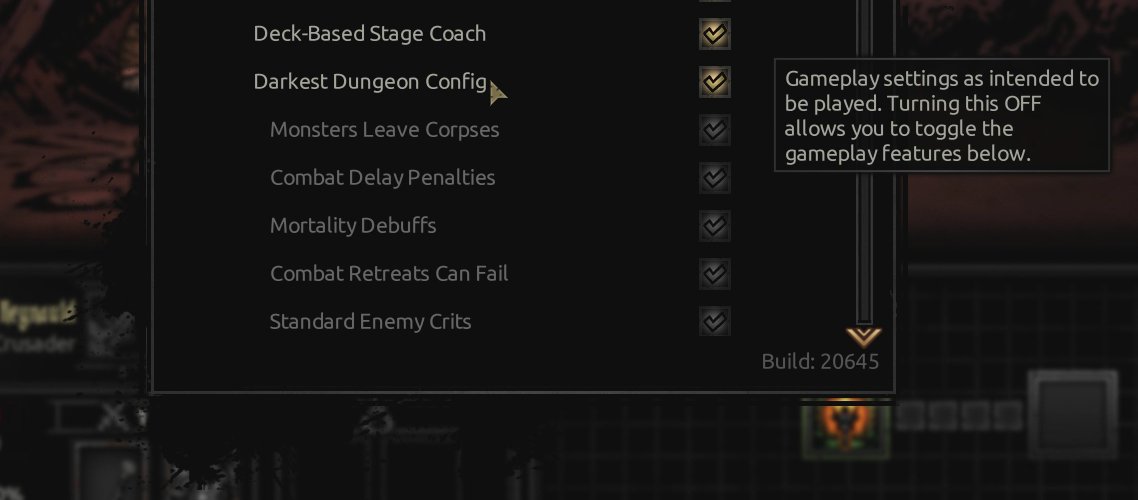 Deck-Based Stage Coach
Darkest Dungeon Config
Gameplay settings as intended to
be played. Turning this OFF
allows you to toggle the
gameplay features below.
Monsters Leave Corpses
Combat Delay Penalties
Mortality Debuffs
Combat Retreats Can Fail
Standard Enemy Crits
Build: 20645
Reynauld
Crusader